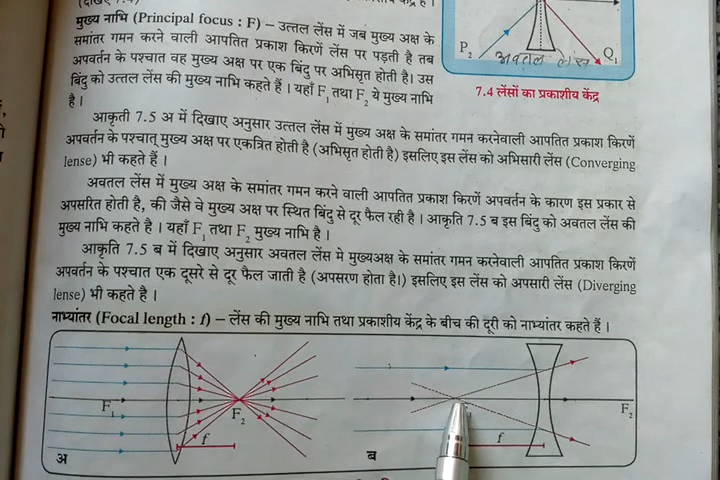 मुख्य नाभि (Principal focus : F) – उत्तल लेंस में जब मुख्य अक्ष के
समांतर गमन करने वाली आपतित प्रकाश किरणें लेंस पर पड़ती है तब
अपवर्तन के पश्चात वह मुख्य अक्ष पर एक बिंदु पर अभिसृत होती है। उस
बिंदु को उत्तल लेंस की मुख्य नाभि कहते हैं । यहाँ F₁ तथा F₂ ये मुख्य नाभि
है ।
P₂
अवतल लेंस
Q₁
7.4 लेंसों का प्रकाशीय केंद्र
आकृती 7.5 अ में दिखाए अनुसार उत्तल लेंस में मुख्य अक्ष के समांतर गमन करनेवाली आपतित प्रकाश किरणें
अपवर्तन के पश्चात् मुख्य अक्ष पर एकत्रित होती है (अभिसृत होती है) इसलिए इस लेंस को अभिसारी लेंस (Converging
lense) भी कहते हैं ।
अवतल लेंस में मुख्य अक्ष के समांतर गमन करने वाली आपतित प्रकाश किरणें अपवर्तन के कारण इस प्रकार से
अपसरित होती है, की जैसे वे मुख्य अक्ष पर स्थित बिंदु से दूर फैल रही है । आकृति 7.5 ब इस बिंदु को अवतल लेंस की
मुख्य नाभि कहते है । यहाँ F₁ तथा F₂ मुख्य नाभि है ।
आकृति 7.5 ब में दिखाए अनुसार अवतल लेंस मे मुख्यअक्ष के समांतर गमन करनेवाली आपतित प्रकाश किरणें
अपवर्तन के पश्चात एक दूसरे से दूर फैल जाती है (अपसरण होता है।) इसलिए इस लेंस को अपसारी लेंस (Diverging
lense) भी कहते है ।
नाभ्यांतर (Focal length : f) – लेंस की मुख्य नाभि तथा प्रकाशीय केंद्र के बीच की दूरी को नाभ्यांतर कहते हैं ।
F₁
F₂
f
अ
F₂
f
ब